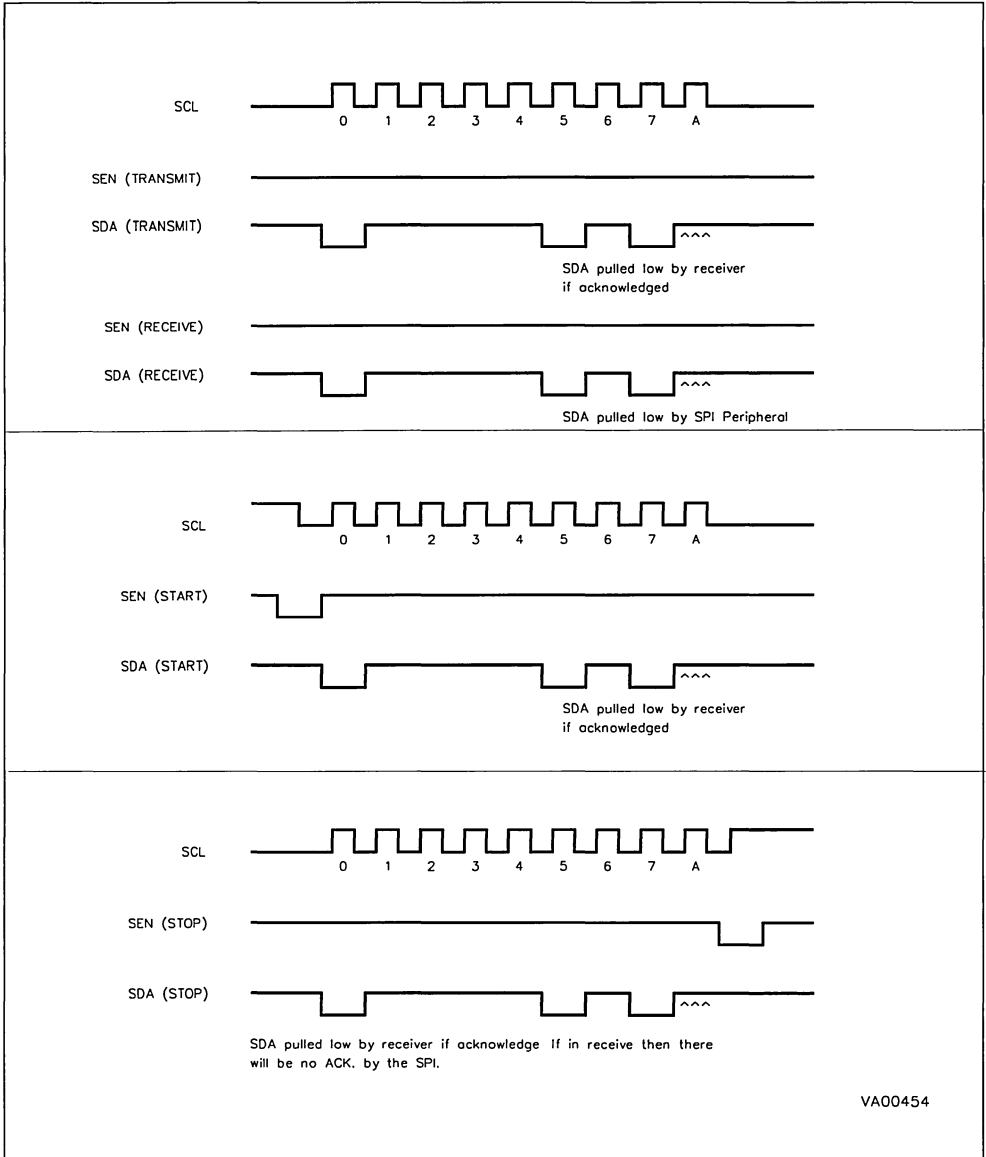 SCL
0 1 2 3 4 5 6 7 A
SEN (TRANSMIT)
SDA (TRANSMIT)
^^^
SDA pulled low by receiver
if acknowledged
SEN (RECEIVE)
SDA (RECEIVE)
^^^
SDA pulled low by SPI Peripheral
SCL
0 1 2 3 4 5 6 7 A
SEN (START)
SDA (START)
^^^
SDA pulled low by receiver
if acknowledged
SCL
0 1 2 3 4 5 6 7 A
SEN (STOP)
SDA (STOP)
^^^
SDA pulled low by receiver if acknowledge If in receive then there
will be no ACK. by the SPI.
VA00454